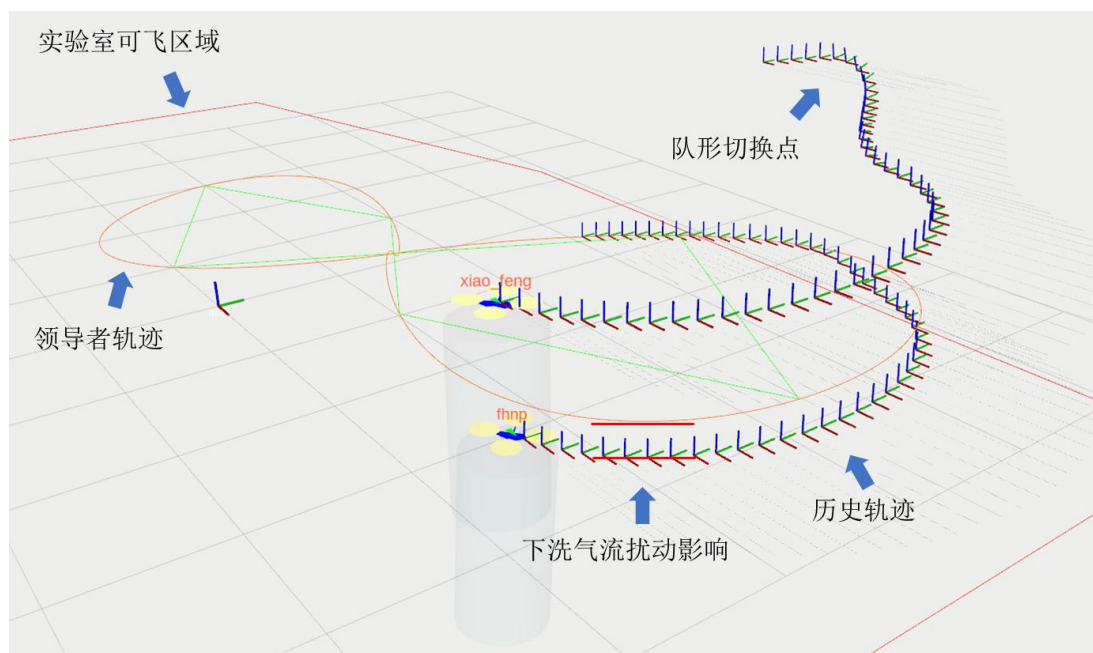 实验室可飞区域
队形切换点
xiao_feng
领导者轨迹
fhnp
历史轨迹
下洗气流扰动影响